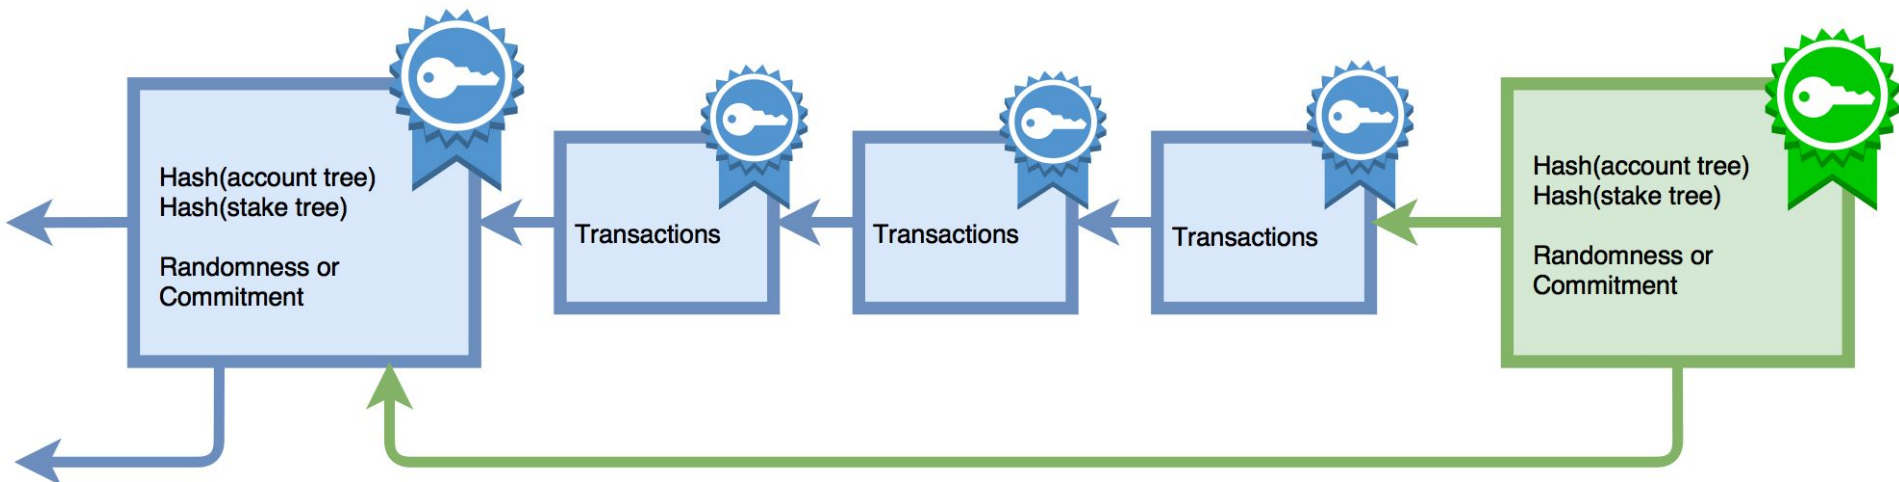 Hash(account tree)
Hash(stake tree)
Randomness or
Commitment
Transactions
Transactions
Transactions
Hash(account tree)
Hash(stake tree)
Randomness or
Commitment